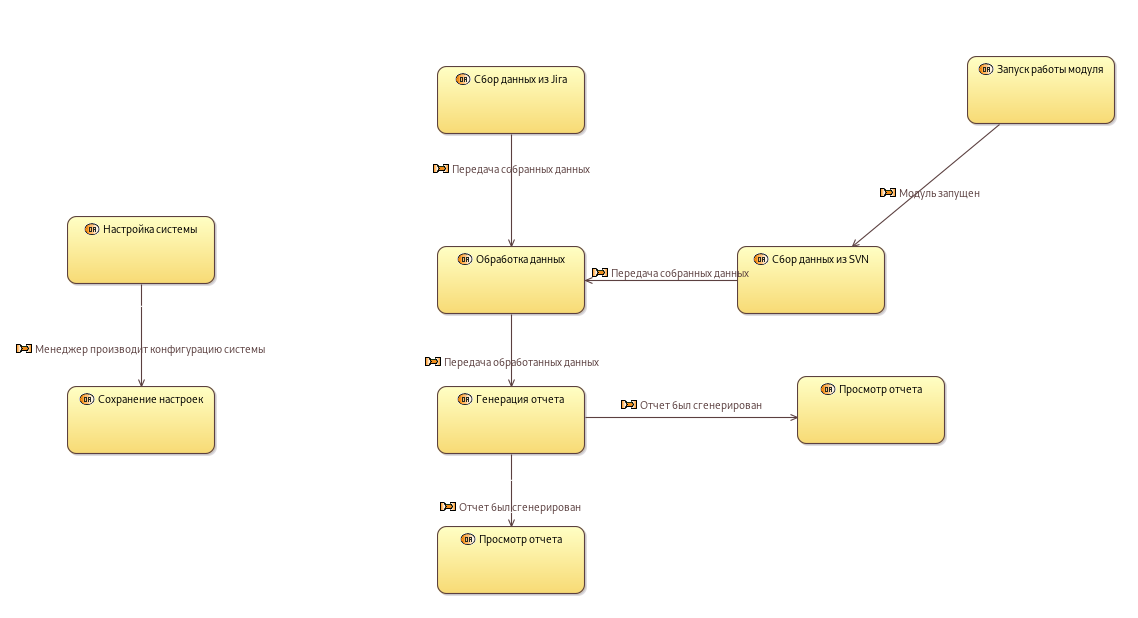 Запуск работы модуля
Сбор данных из Jira
Передача собранных данных
Модуль запущен
Настройка системы
Обработка данных
Передача собранных данных
Сбор данных из SVN
Менеджер производит конфигурацию системы
Передача обработанных данных
Сохранение настроек
Генерация отчета
Отчет был сгенерирован
Просмотр отчета
Отчет был сгенерирован
Просмотр отчета